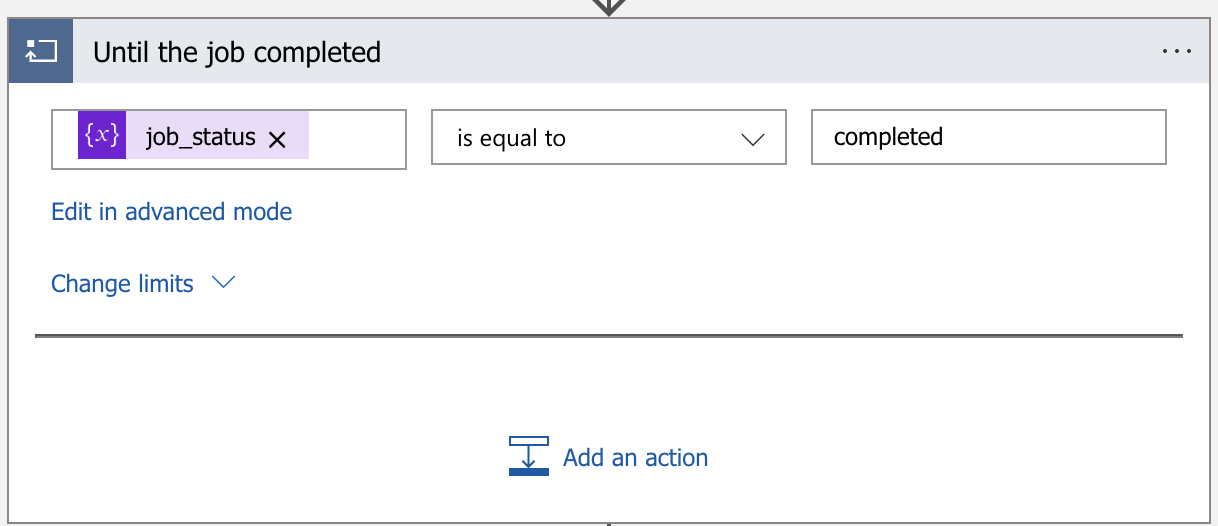 Until the job completed
{x} job_status × is equal to completed
Edit in advanced mode
Change limits
Add an action